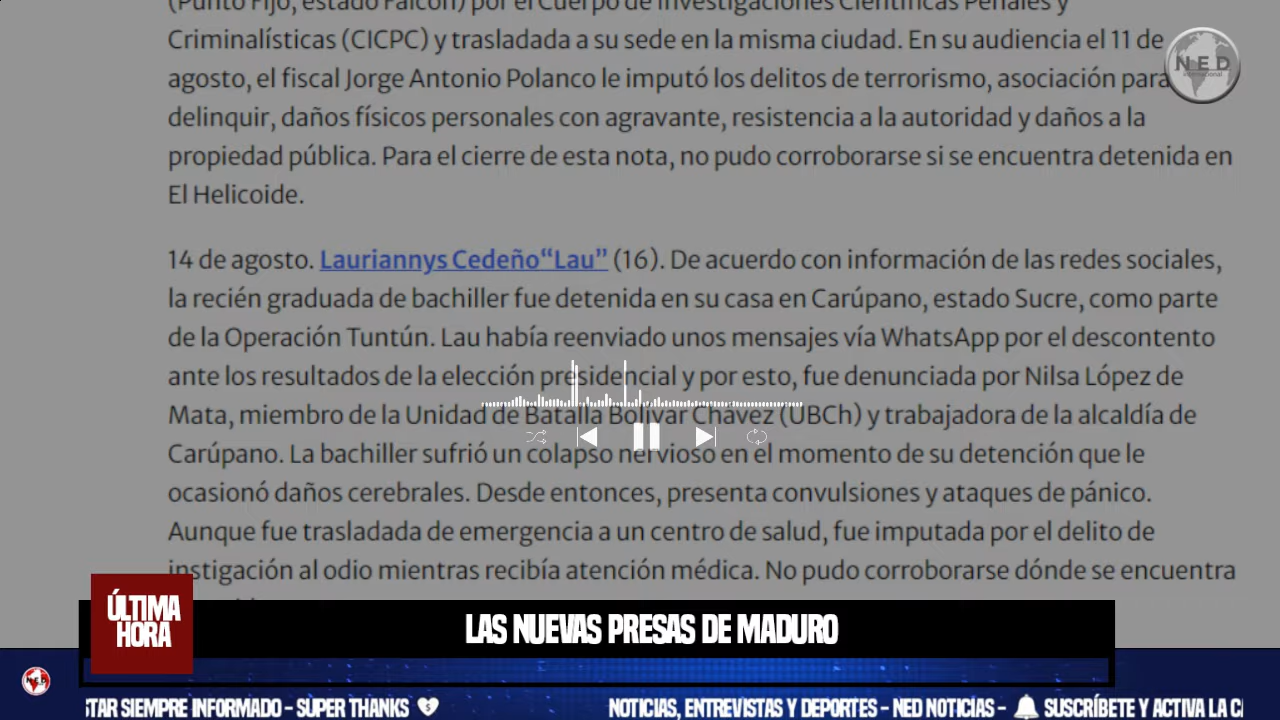 (Punto Fijo, estado Falcón) por el Cuerpo de Investigaciones Científicas Penales y
Criminalísticas (CICPC) y trasladada a su sede en la misma ciudad. En su audiencia el 11 de
agosto, el fiscal Jorge Antonio Polanco le imputó los delitos de terrorismo, asociación para
delinquir, daños físicos personales con agravante, resistencia a la autoridad y daños a la
propiedad pública. Para el cierre de esta nota, no pudo corroborarse si se encuentra detenida en
El Helicoide.
14 de agosto. Lauriannys Cedeño“Lau” (16). De acuerdo con información de las redes sociales,
la recién graduada de bachiller fue detenida en su casa en Carúpano, estado Sucre, como parte
de la Operación Tuntún. Lau había reenviado unos mensajes vía WhatsApp por el descontento
ante los resultados de la elección presidencial y por esto, fue denunciada por Nilsa López de
Mata, miembro de la Unidad de Batalla Bolívar Chávez (UBCh) y trabajadora de la alcaldía de
Carúpano. La bachiller sufrió un colapso nervioso en el momento de su detención que le
ocasionó daños cerebrales. Desde entonces, presenta convulsiones y ataques de pánico.
Aunque fue trasladada de emergencia a un centro de salud, fue imputada por el delito de
instigación al odio mientras recibía atención médica. No pudo corroborarse dónde se encuentra
N.E.D
internacional
ÚLTIMA
HORA
LAS NUEVAS PRESAS DE MADURO
N.E.D
TAR SIEMPRE INFORMADO - SUPER THANKS
NOTICIAS, ENTREVISTAS Y DEPORTES - NED NOTICIAS -
SUSCRÍBETE Y ACTIVA LA